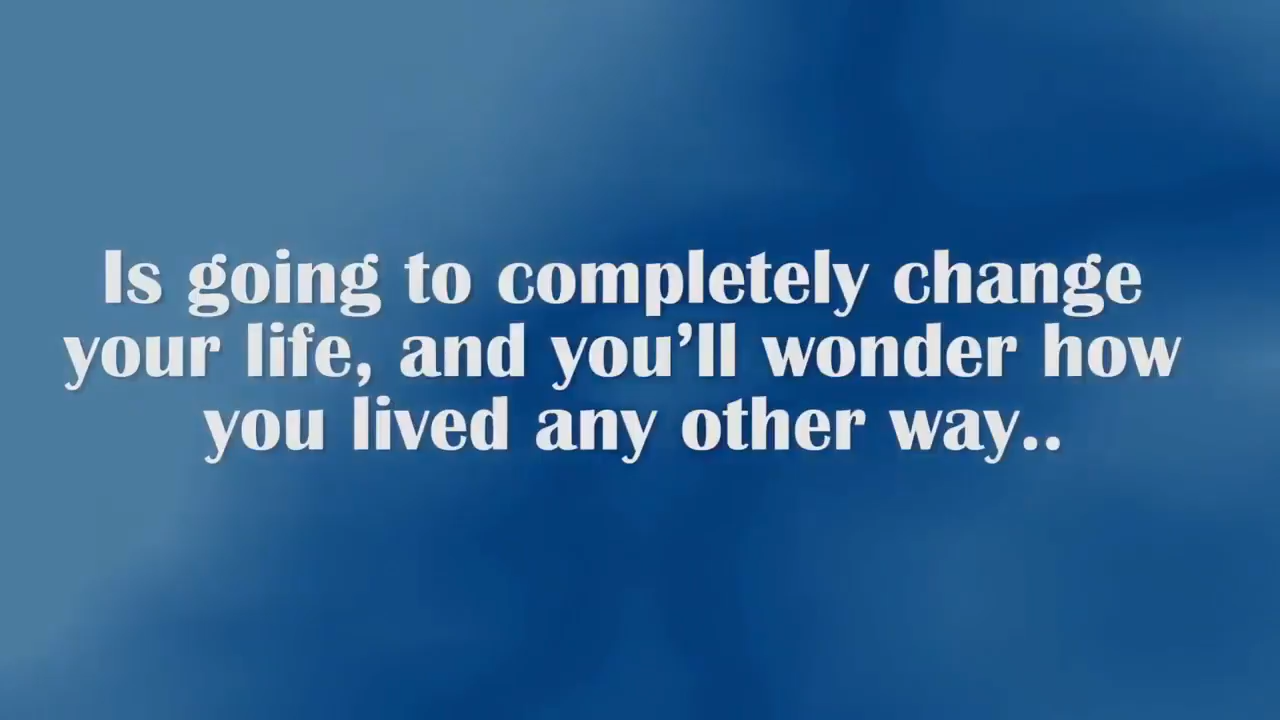 Is going to completely change
your life, and you’ll wonder how
you lived any other way..